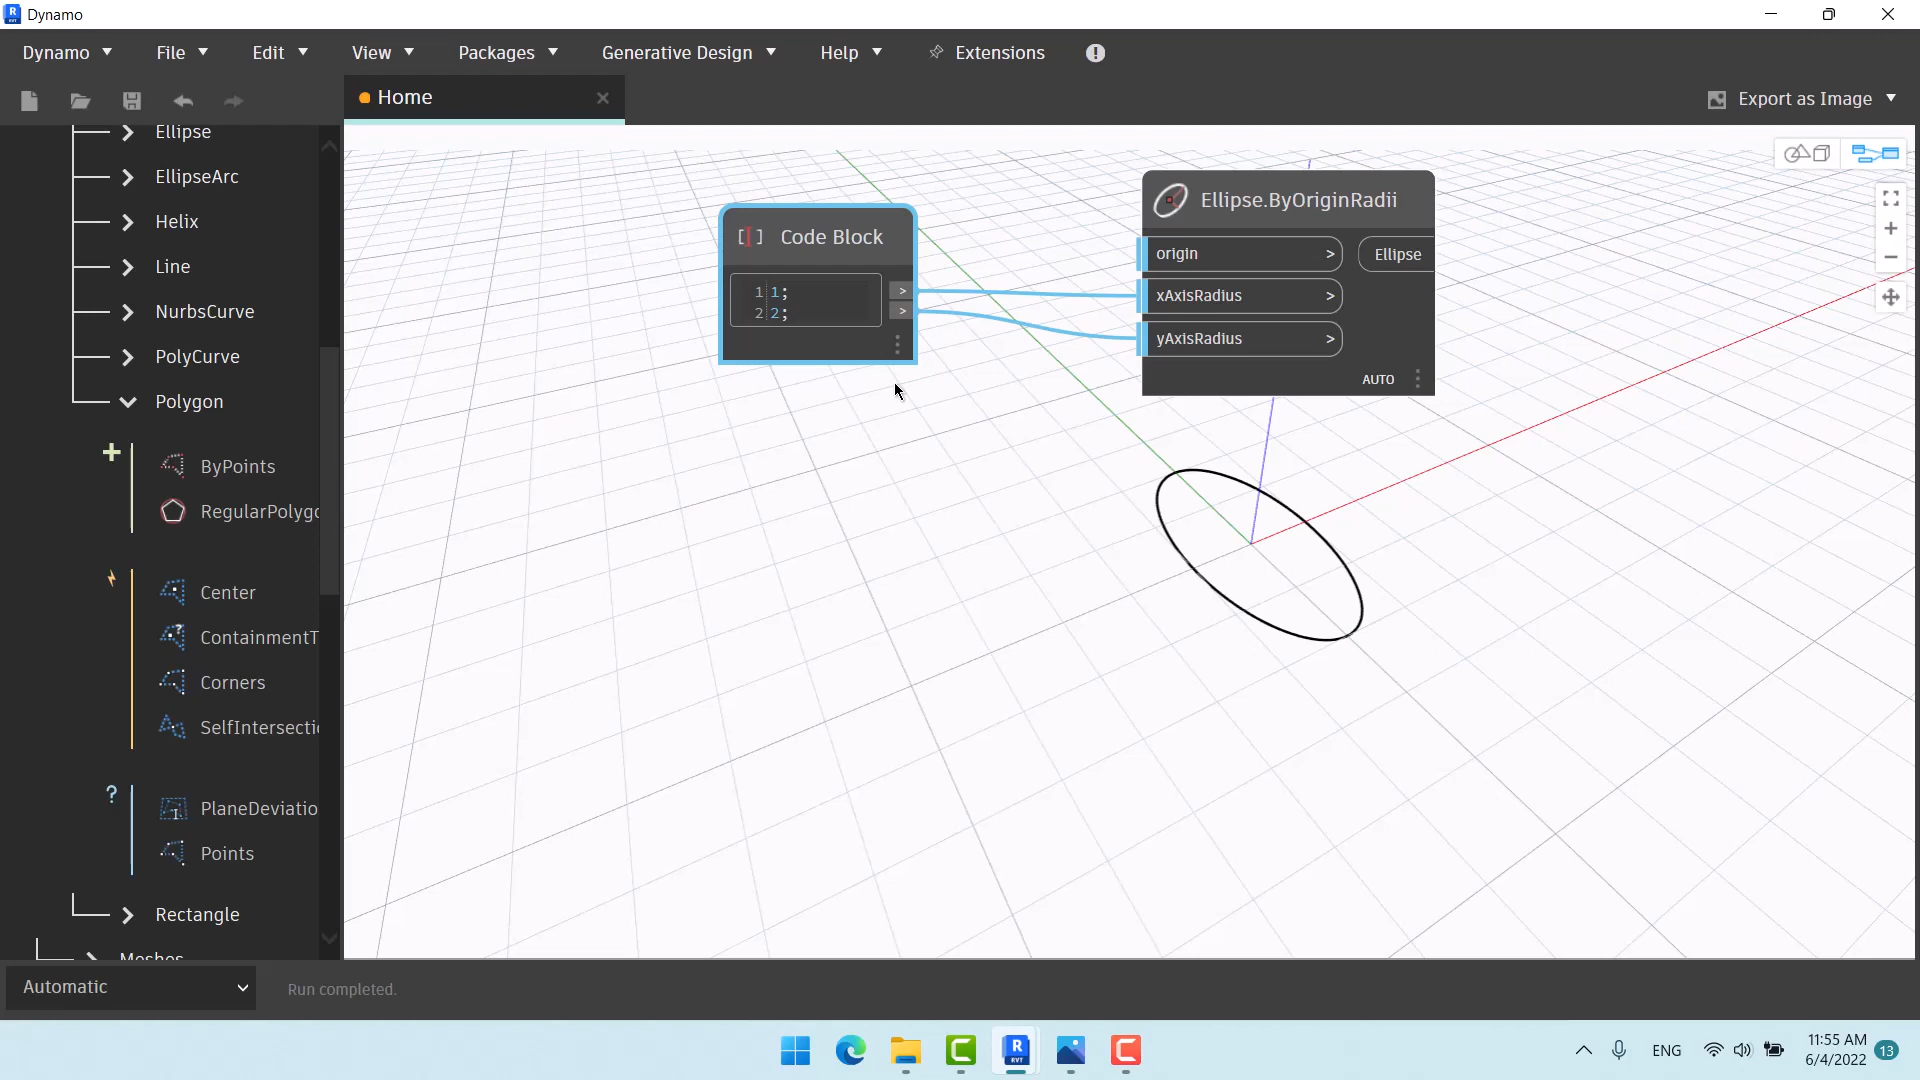 Dynamo
Dynamo File Edit View Packages Generative Design Help Extensions
Home
Export as Image
Ellipse
EllipseArc
Helix
Line
NurbsCurve
PolyCurve
Polygon
ByPoints
RegularPolygo
Center
ContainmentT
Corners
SelfIntersecti
PlaneDeviatio
Points
Rectangle
Meshes
Code Block
1 1;
2 2;
Ellipse.ByOriginRadii
origin > Ellipse
xAxisRadius >
yAxisRadius >
AUTO
Automatic
Run completed.
ENG
11:55 AM
6/4/2022
13